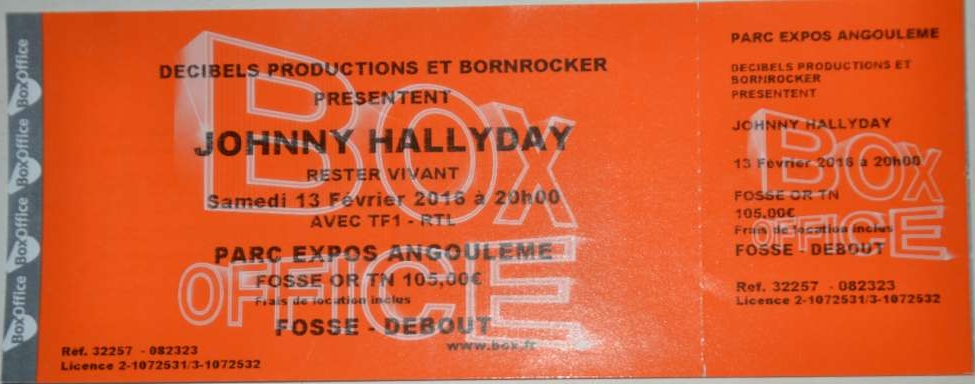 BoxOffice BoxOffice BoxOffice BoxOffice
BOX
OFFICE
DECIBELS PRODUCTIONS ET BORNROCKER
PRESENTENT
JOHNNY HALLYDAY
RESTER VIVANT
Samedi 13 Février 2016 à 20h00
AVEC TF1 - RTL
PARC EXPOS ANGOULEME
FOSSE OR TN 105,00€
Frais de location inclus
FOSSE - DEBOUT
www.box.fr
Réf. 32257 - 082323
Licence 2-1072531/3-1072532
PARC EXPOS ANGOULEME
DECIBELS PRODUCTIONS ET
BORNROCKER
PRESENTENT
JOHNNY HALLYDAY
13 Février 2016 à 20h00
FOSSE OR TN
105,00€
Frais de location inclus
FOSSE - DEBOUT
Ref. 32257 - 082323
Licence 2-1072531/3-1072532
BOX
OFFICE